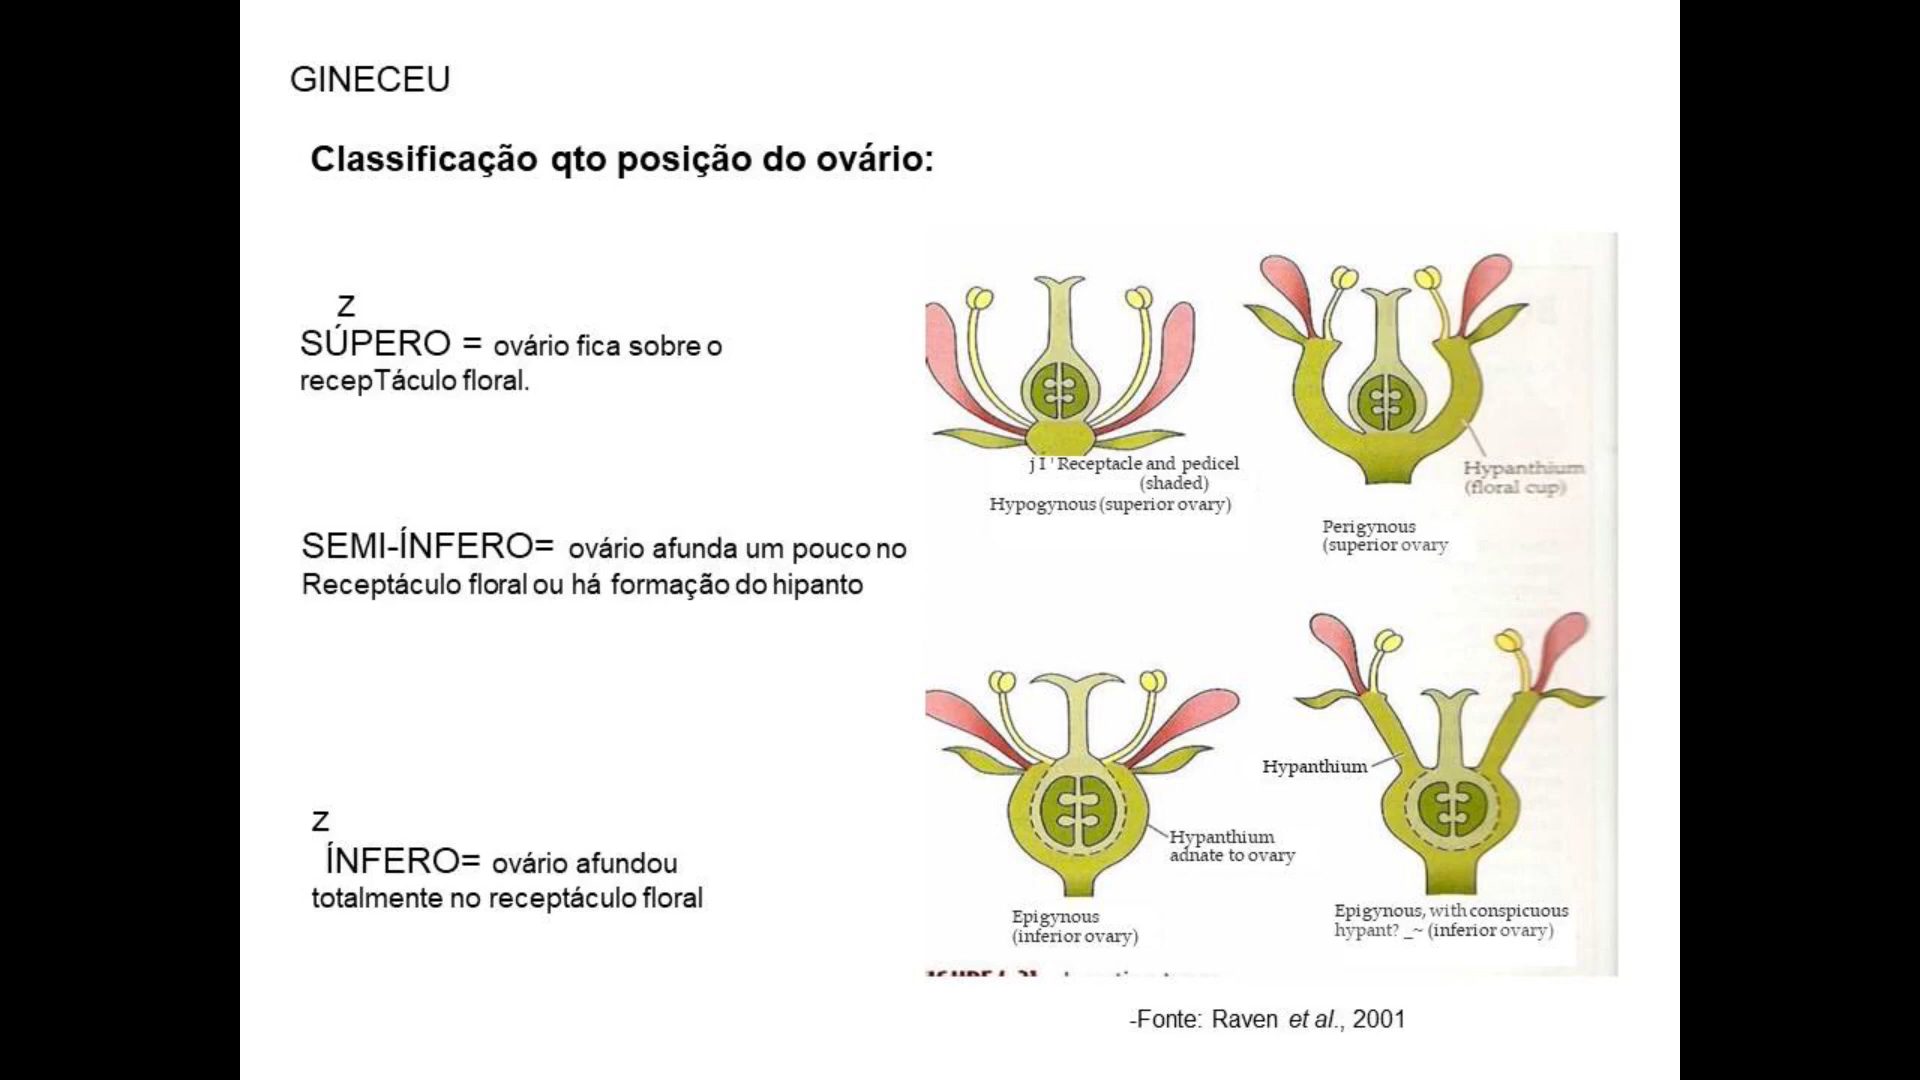 GINECEU
Classificação qto posição do ovário:
Z
SÚPERO = ovário fica sobre o
recepTáculo floral.
SEMI-ÍNFERO= ovário afunda um pouco no
Receptáculo floral ou há formação do hipanto
Z
ÍNFERO= ovário afundou
totalmente no receptáculo floral
j I ' Receptacle and pedicel
(shaded)
Hypogynous (superior ovary)
Hypanthium
(floral cup)
Perigynous
(superior ovary
Hypanthium
adnate to ovary
Epigynous
(inferior ovary)
Hypanthium
Epigynous, with conspicuous
hypant? _~ (inferior ovary)
-Fonte: Raven et al., 2001